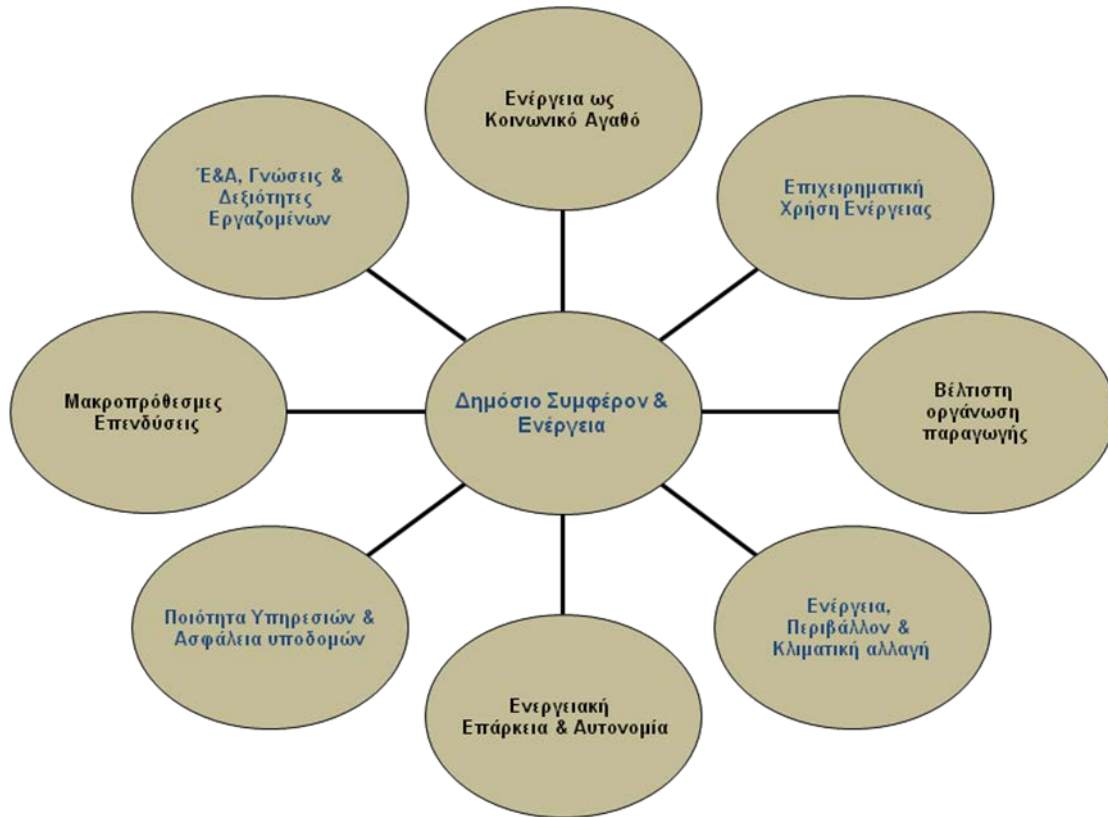 Ενέργεια ως
Κοινωνικό Αγαθό
Έ&Α, Γνώσεις &
Δεξιότητες
Εργαζομένων
Επιχειρηματική
Χρήση Ενέργειας
Μακροπρόθεσμες
Επενδύσεις
Δημόσιο Συμφέρον &
Ενέργεια
Βέλτιστη
οργάνωση
παραγωγής
Ποιότητα Υπηρεσιών &
Ασφάλεια υποδομών
Ενέργεια,
Περιβάλλον &
Κλιματική αλλαγή
Ενεργειακή
Επάρκεια & Αυτονομία